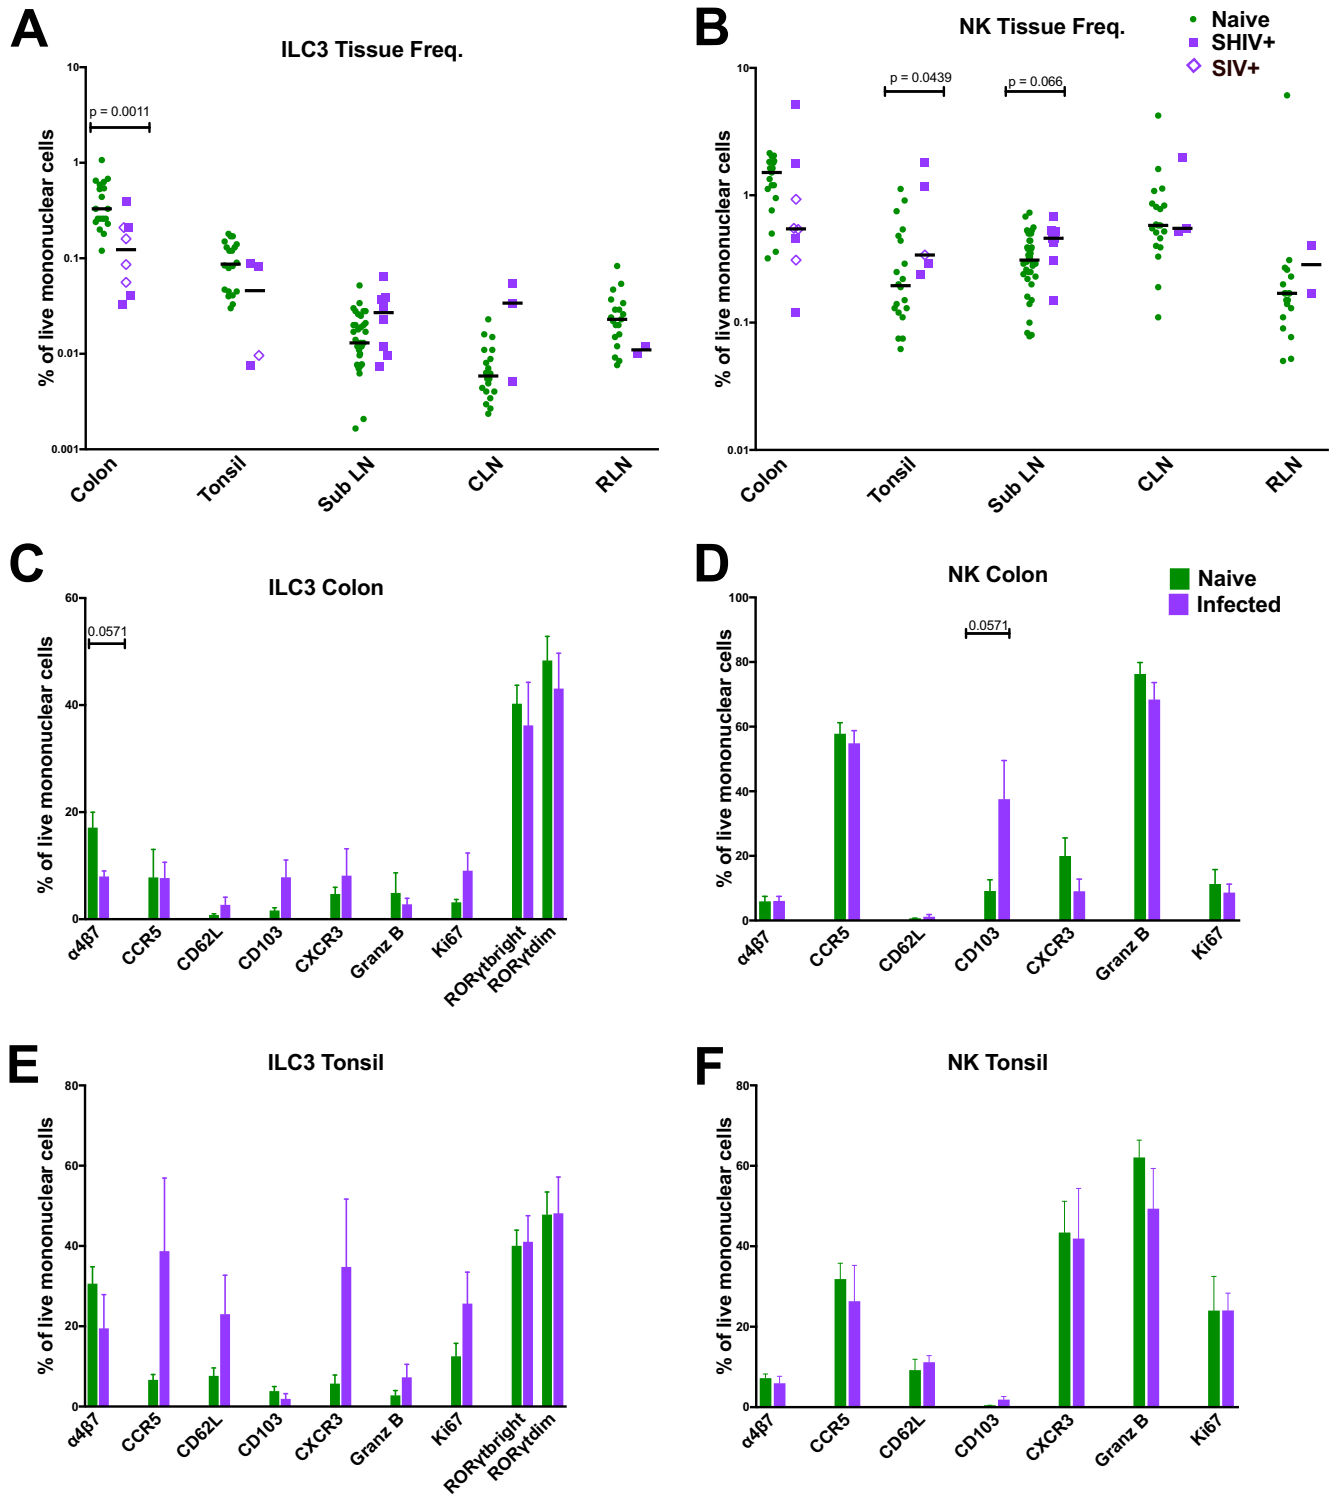 A
ILC3 Tissue Freq.
% of live mononuclear cells
10
1
0.1
0.01
0.001
p = 0.0011
Colon
Tonsil
Sub LN
CLN
RLN
B
NK Tissue Freq.
Naive
SHIV+
SIV+
% of live mononuclear cells
10
1
0.1
0.01
p = 0.0439
p = 0.066
Colon
Tonsil
Sub LN
CLN
RLN
C
ILC3 Colon
% of live mononuclear cells
60
40
20
0
0.0571
α4β7
CCR5
CD62L
CD103
CXCR3
Granz B
Ki67
RORγtbright
RORγtdim
D
NK Colon
Naive
Infected
% of live mononuclear cells
100
80
60
40
20
0
0.0571
α4β7
CCR5
CD62L
CD103
CXCR3
Granz B
Ki67
E
ILC3 Tonsil
% of live mononuclear cells
80
60
40
20
0
α4β7
CCR5
CD62L
CD103
CXCR3
Granz B
Ki67
RORγtbright
RORγtdim
F
NK Tonsil
% of live mononuclear cells
80
60
40
20
0
α4β7
CCR5
CD62L
CD103
CXCR3
Granz B
Ki67